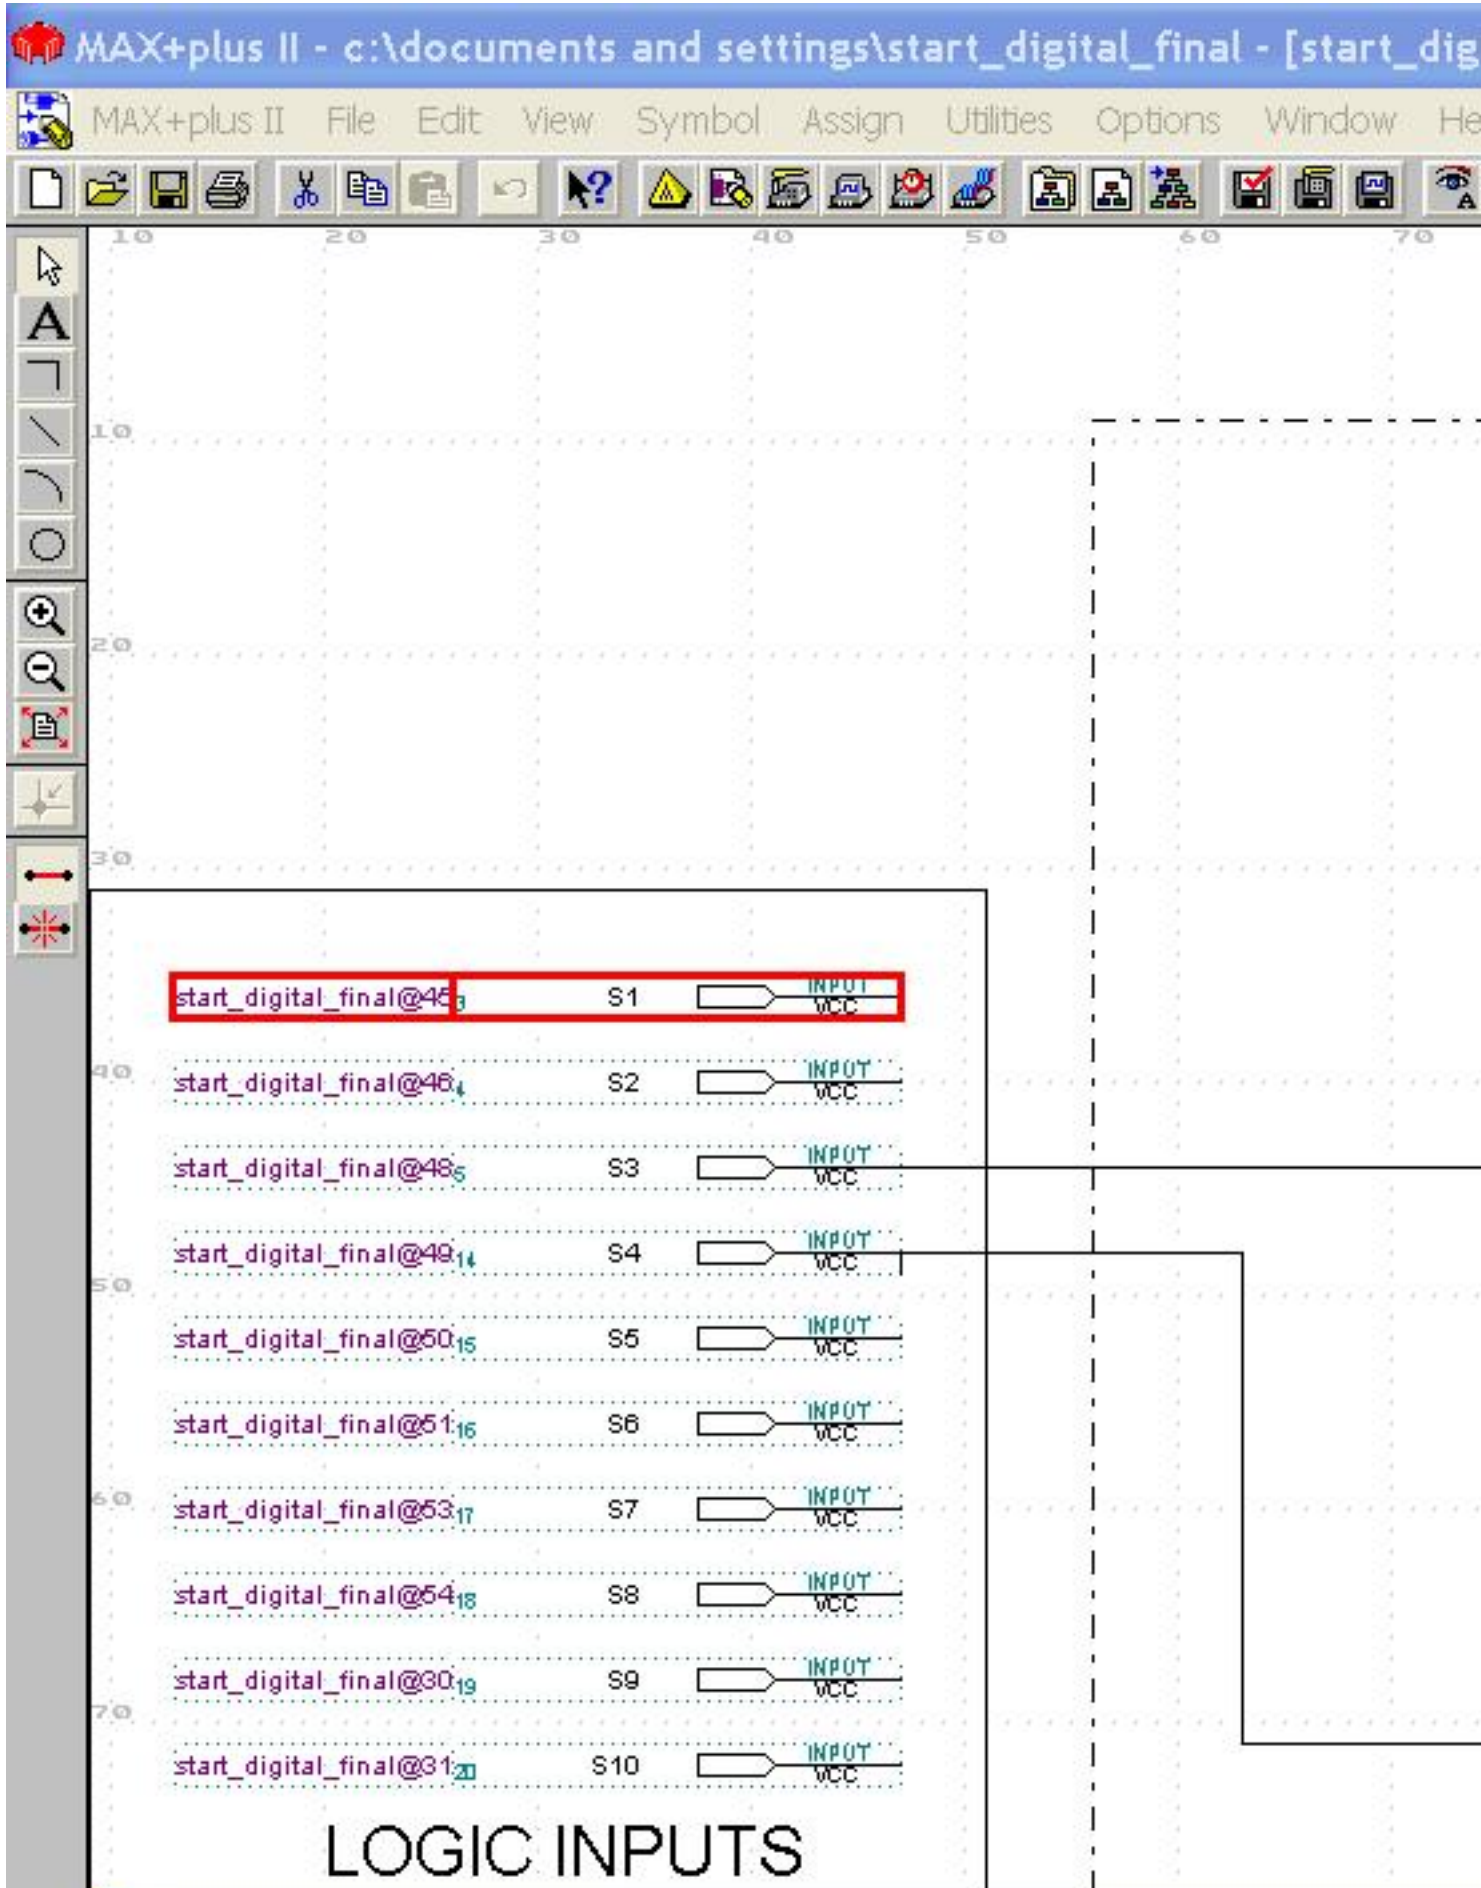 MAX+plus II - c:\documents and settings\start_digital_final - [start_dig
MAX+plus II File Edit View Symbol Assign Utilities Options Window He
10 20 30 40 50 60 70
A
10
20
30
start_digital_final@45 3 S1 INPUT VCC
40 start_digital_final@46 4 S2 INPUT VCC
start_digital_final@48 5 S3 INPUT VCC
start_digital_final@49 14 S4 INPUT VCC
50
start_digital_final@50 15 S5 INPUT VCC
start_digital_final@51 16 S6 INPUT VCC
60 start_digital_final@53 17 S7 INPUT VCC
start_digital_final@54 18 S8 INPUT VCC
start_digital_final@30 19 S9 INPUT VCC
70
start_digital_final@31 20 S10 INPUT VCC
LOGIC INPUTS